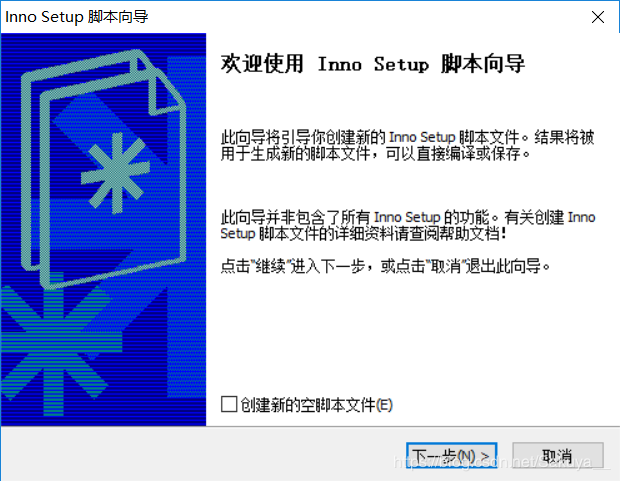 Inno Setup 脚本向导
欢迎使用 Inno Setup 脚本向导
此向导将引导你创建新的 Inno Setup 脚本文件。结果将被
用于生成新的脚本文件，可以直接编译或保存。
此向导并非包含了所有 Inno Setup 的功能。有关创建 Inno
Setup 脚本文件的详细资料请查阅帮助文档！
点击“继续”进入下一步，或点击“取消”退出此向导。
创建新的空脚本文件(E)
下一步(N) >
取消